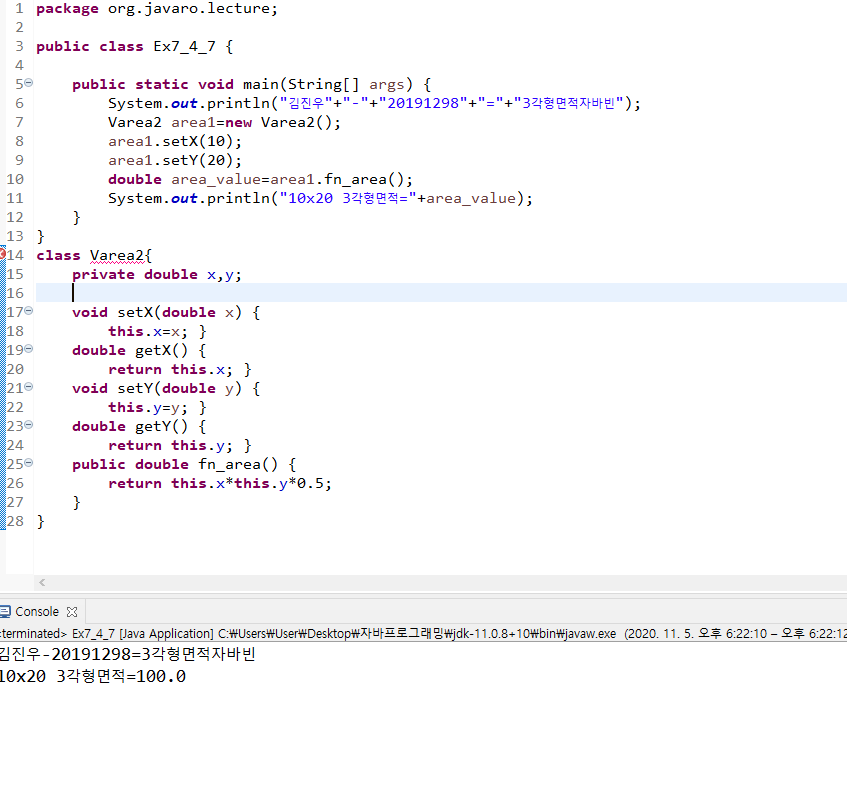 1 package org.javaro.lecture;
2
3 public class Ex7_4_7 {
4
5 public static void main(String[] args) {
6 System.out.println("김진우"+"-"+"20191298"+"="+"3각형면적자바빈");
7 Varea2 area1=new Varea2();
8 area1.setX(10);
9 area1.setY(20);
10 double area_value=area1.fn_area();
11 System.out.println("10x20 3각형면적="+area_value);
12 }
13 }
14 class Varea2{
15 private double x,y;
16
17 void setX(double x) {
18 this.x=x; }
19 double getX() {
20 return this.x; }
21 void setY(double y) {
22 this.y=y; }
23 double getY() {
24 return this.y; }
25 public double fn_area() {
26 return this.x*this.y*0.5;
27 }
28 }
Console
<terminated> Ex7_4_7 [Java Application] C:₩Users₩User₩Desktop₩자바프로그래밍₩jdk-11.0.8+10₩bin₩javaw.exe (2020. 11. 5. 오후 6:22:10 – 오후 6:22:12
김진우-20191298=3각형면적자바빈
10x20 3각형면적=100.0